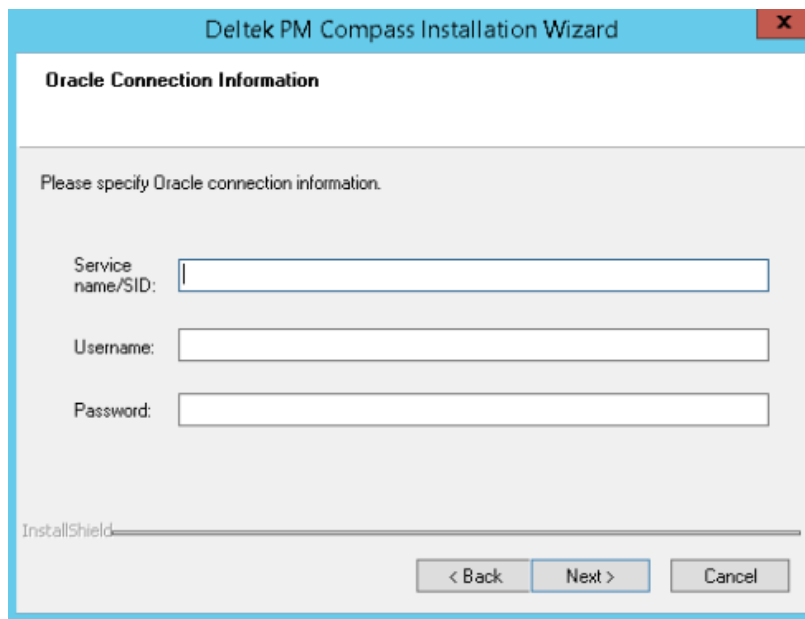 Deltek PM Compass Installation Wizard
x
Oracle Connection Information
Please specify Oracle connection information.
Service
name/SID:
Username:
Password:
InstallShield
< Back Next > Cancel